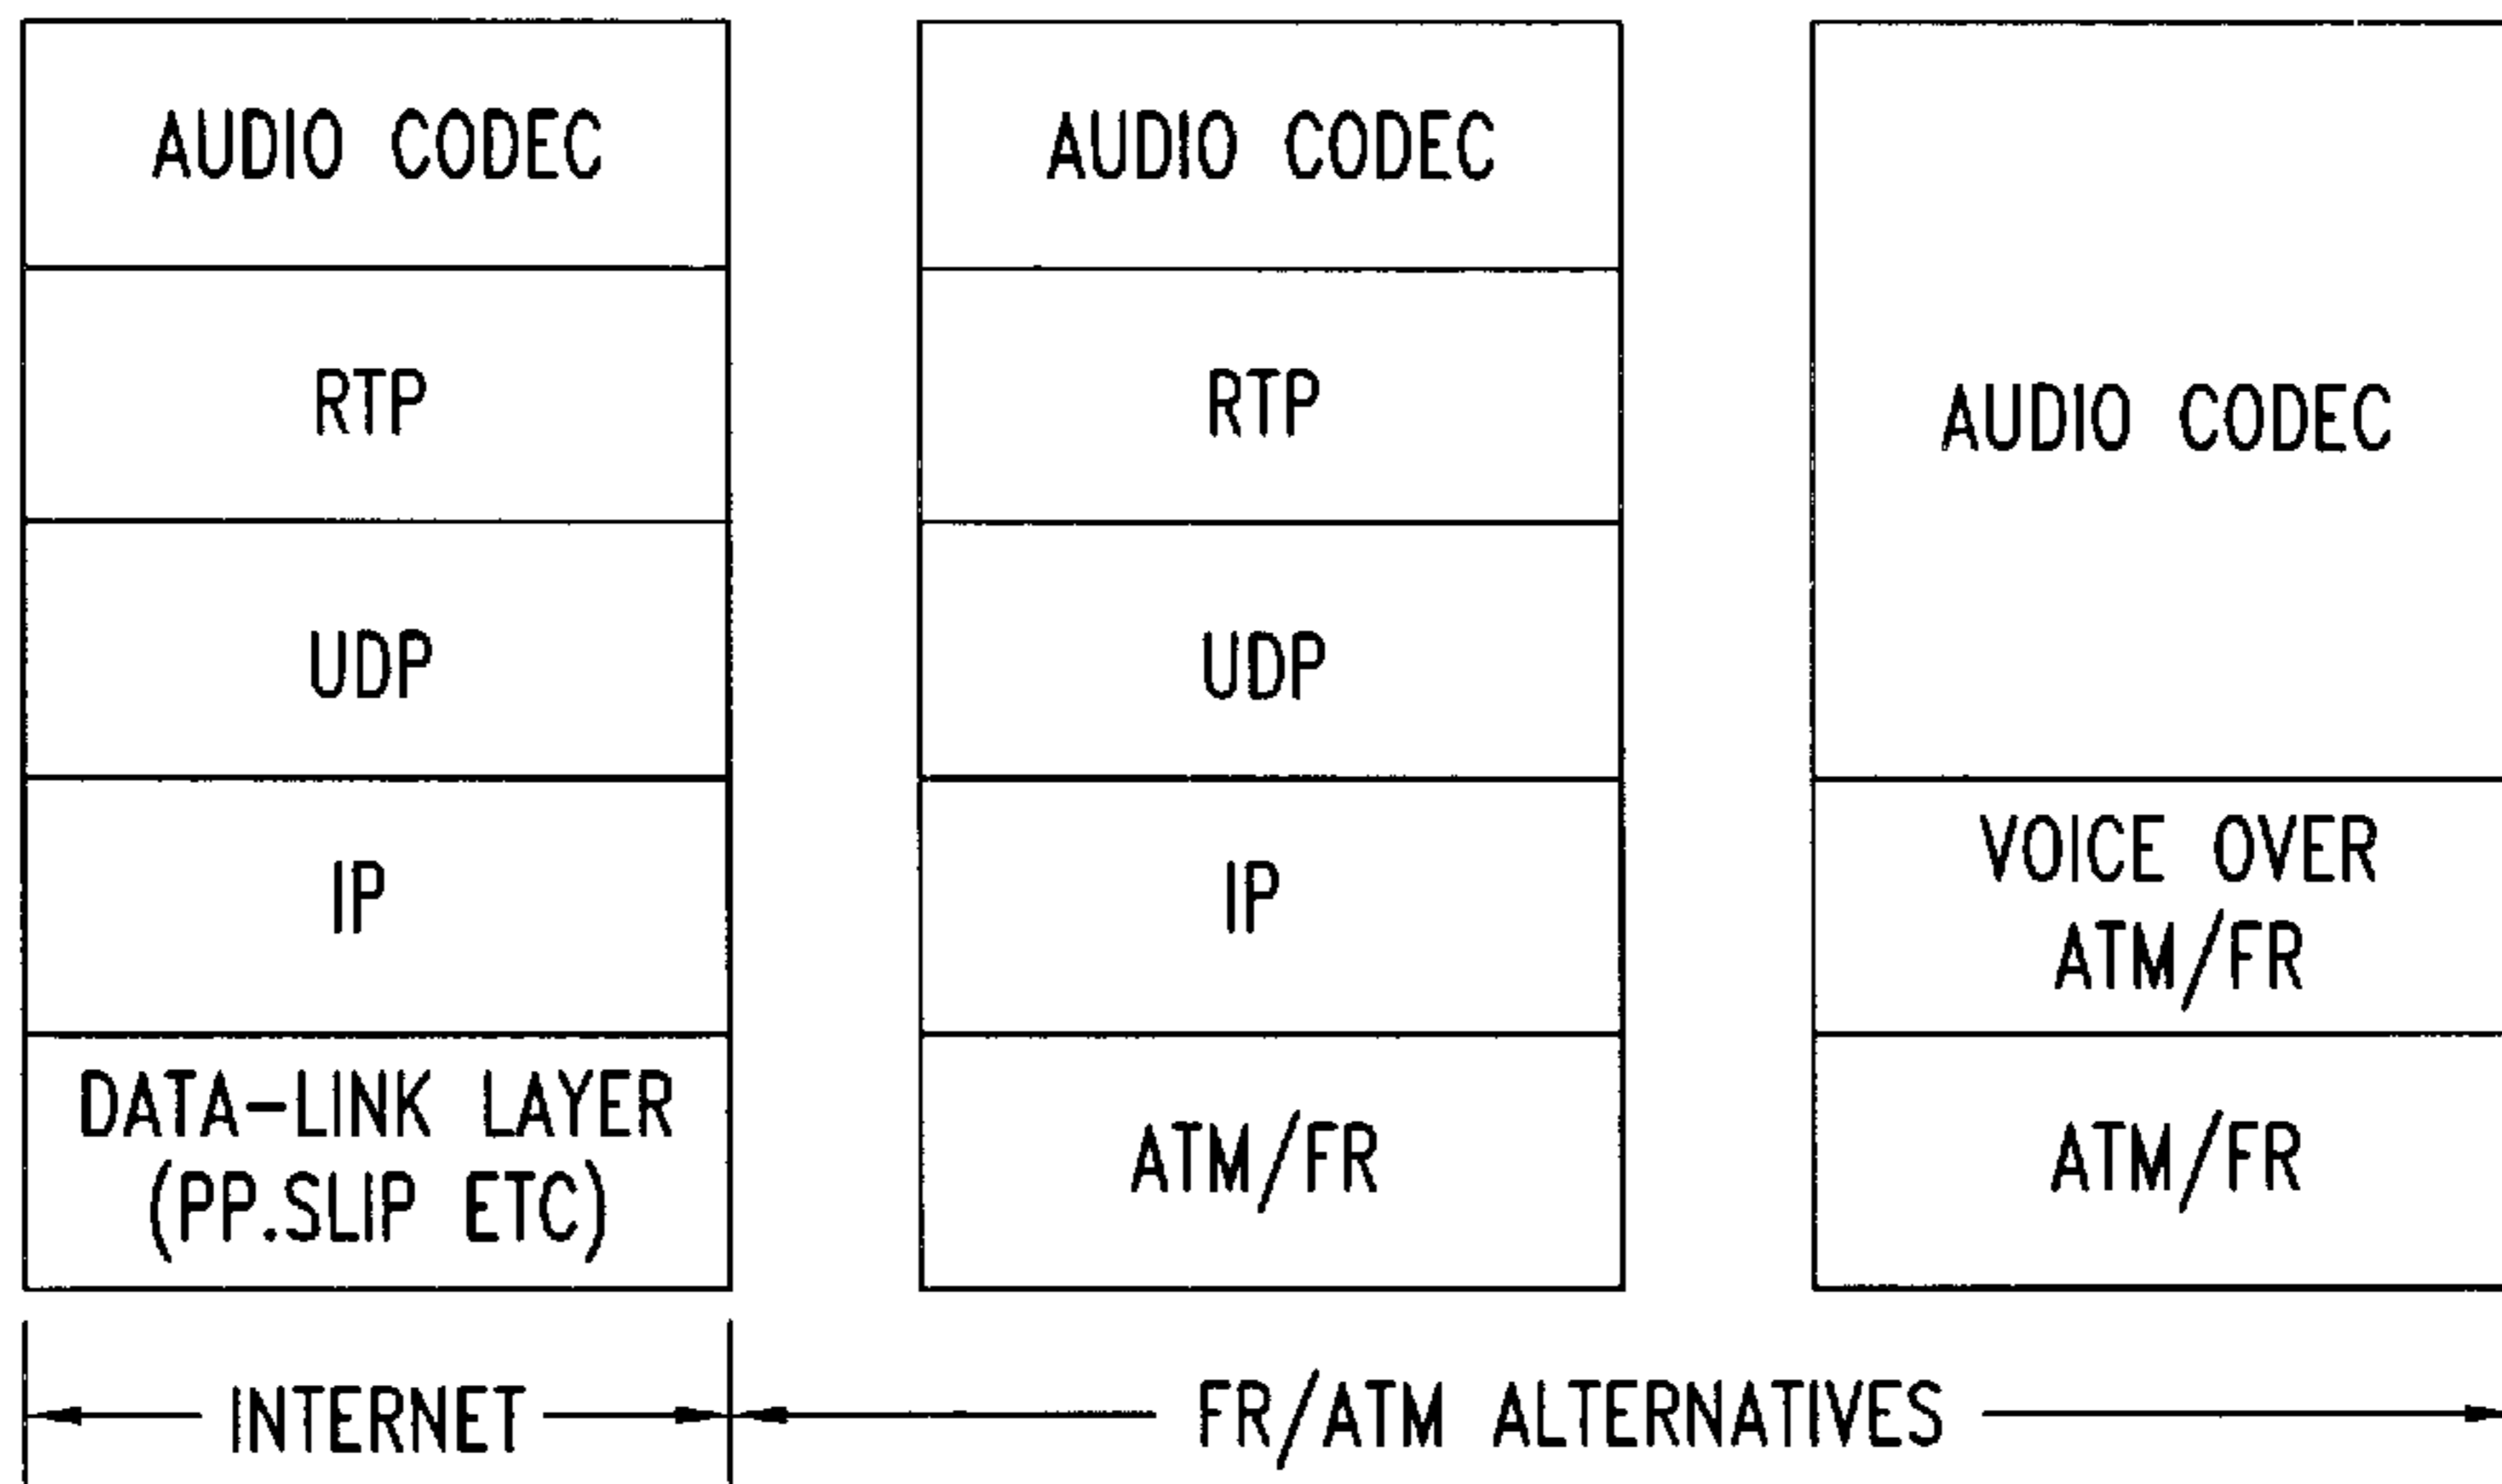 AUDIO CODEC
RTP
UDP
IP
DATA-LINK LAYER
(PP.SLIP ETC)
AUDIO CODEC
RTP
UDP
IP
ATM/FR
AUDIO CODEC
VOICE OVER
ATM/FR
ATM/FR
INTERNET
FR/ATM ALTERNATIVES